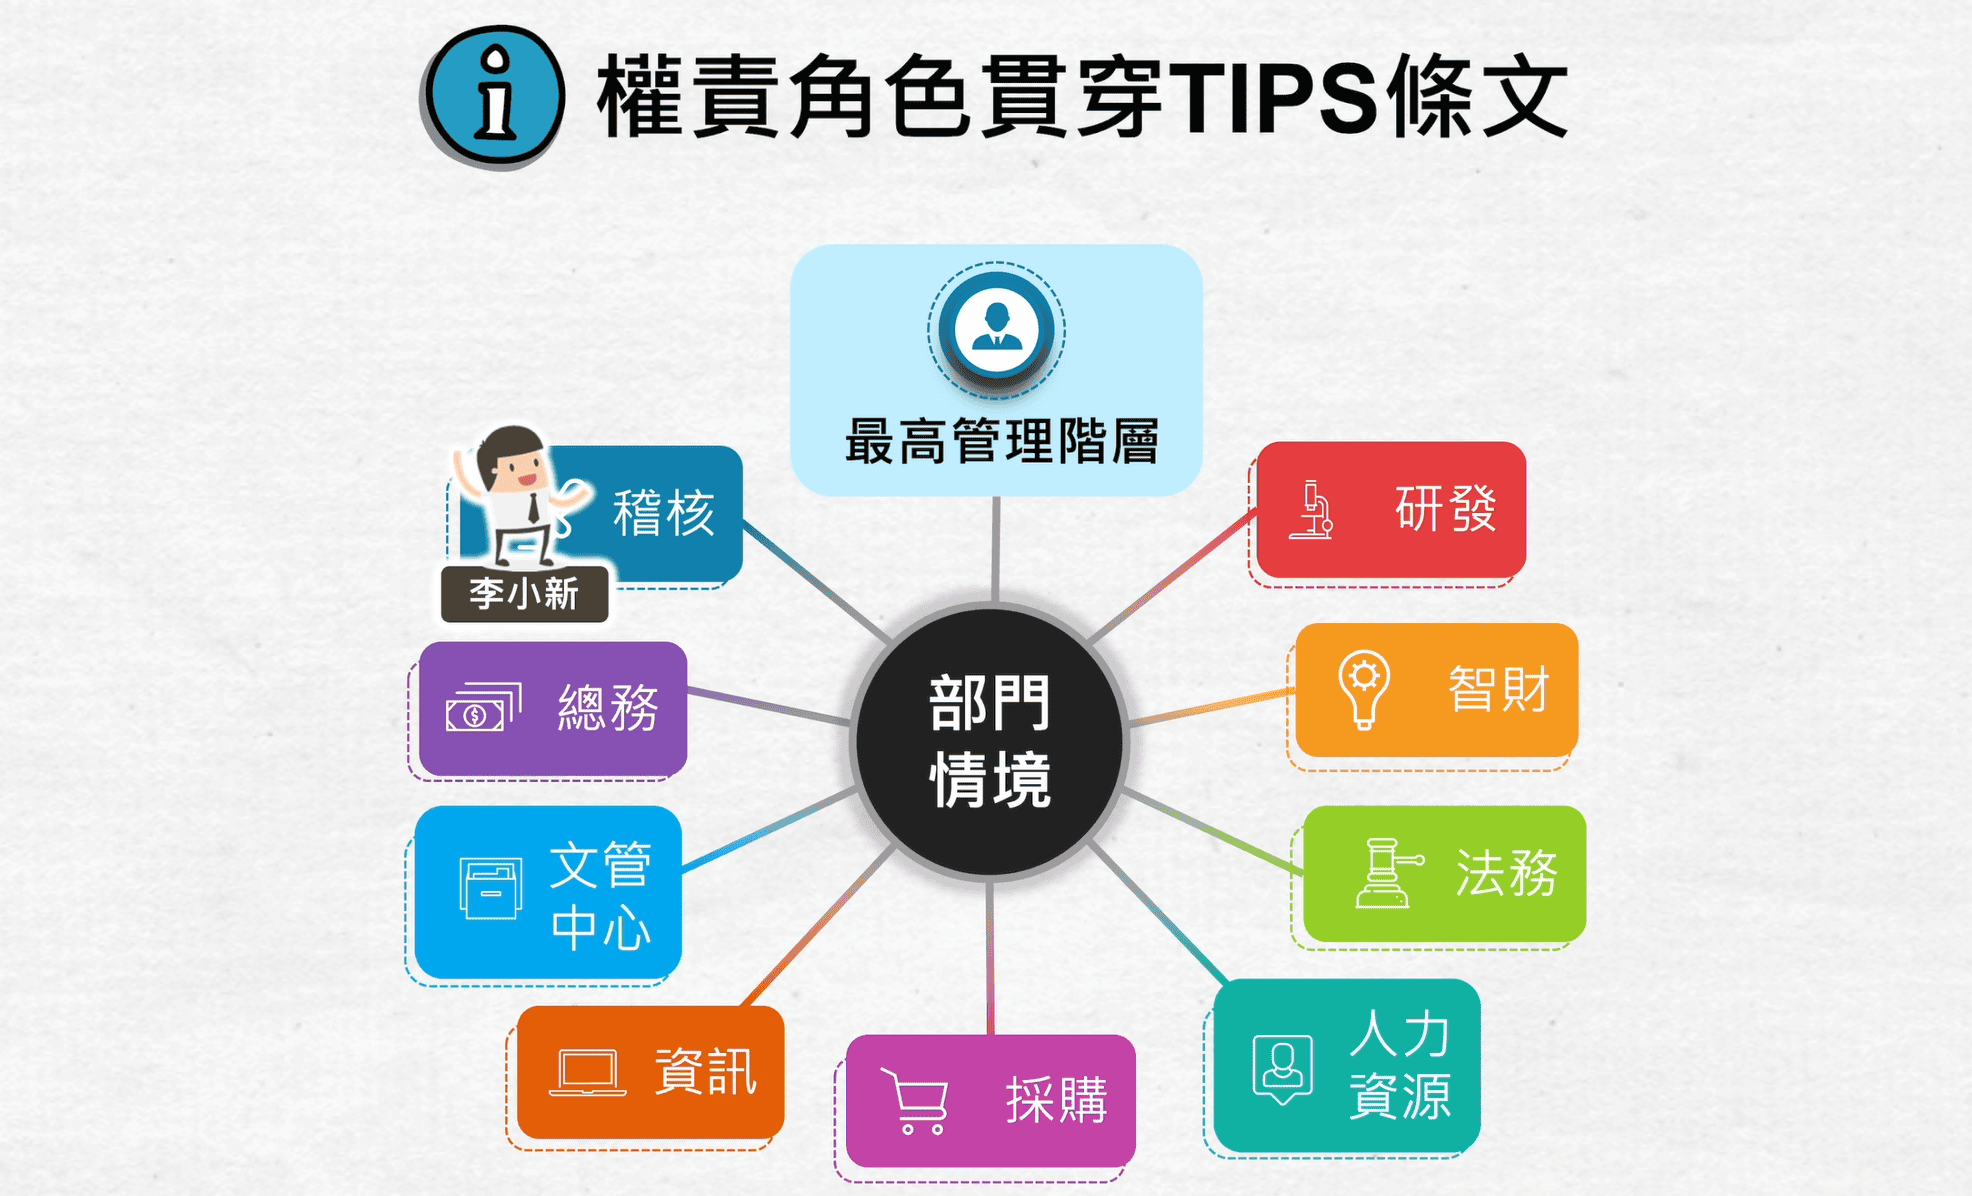 權責角色貫穿TIPS條文
最高管理階層
稽核
李小新
研發
總務
智財
部門
情境
文管
中心
法務
資訊
採購
人力
資源